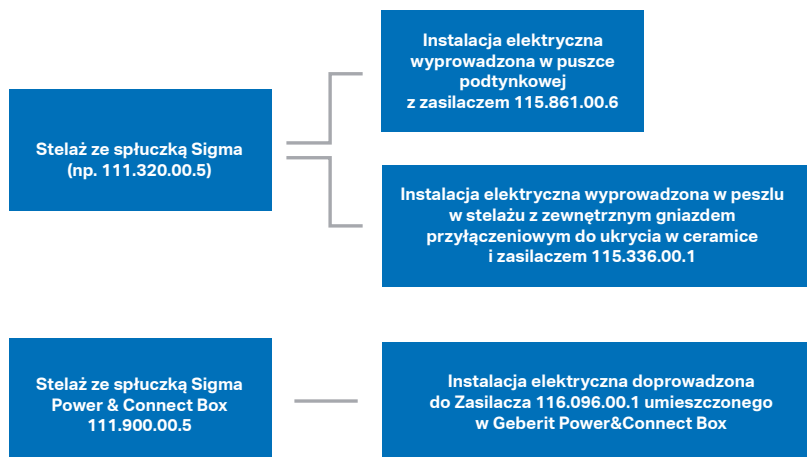 Instalacja elektryczna
wyprowadzona w puszce
podtynkowej
z zasilaczem 115.861.00.6
Stelaż ze spłuczką Sigma
(np. 111.320.00.5)
Instalacja elektryczna wyprowadzona w peszlu
w stelażu z zewnętrznym gniazdem
przyłączeniowym do ukrycia w ceramice
i zasilaczem 115.336.00.1
Stelaż ze spłuczką Sigma
Power & Connect Box
111.900.00.5
Instalacja elektryczna doprowadzona
do Zasilacza 116.096.00.1 umieszczonego
w Geberit Power&Connect Box